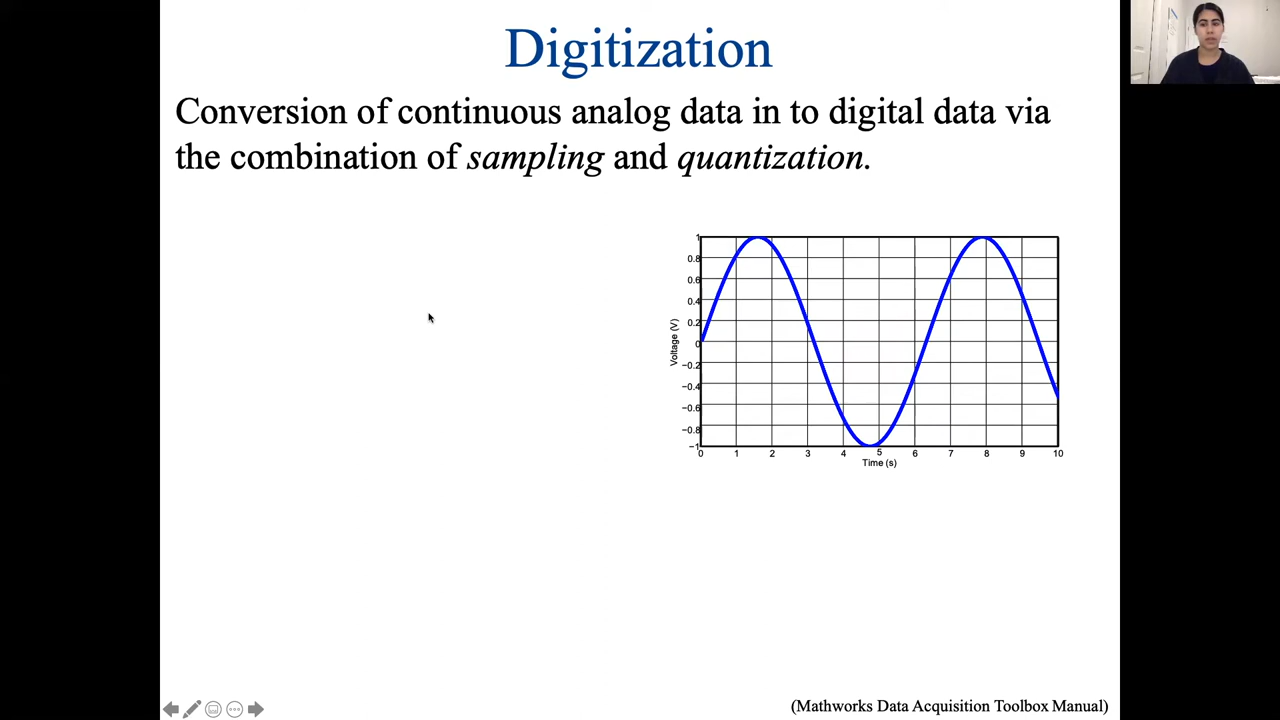 Digitization
Conversion of continuous analog data in to digital data via
the combination of sampling and quantization.
1
0.8
0.6
0.4
0.2
0
−0.2
−0.4
−0.6
−0.8
−1
Voltage (V)
0 1 2 3 4 5 6 7 8 9 10
Time (s)
(Mathworks Data Acquisition Toolbox Manual)